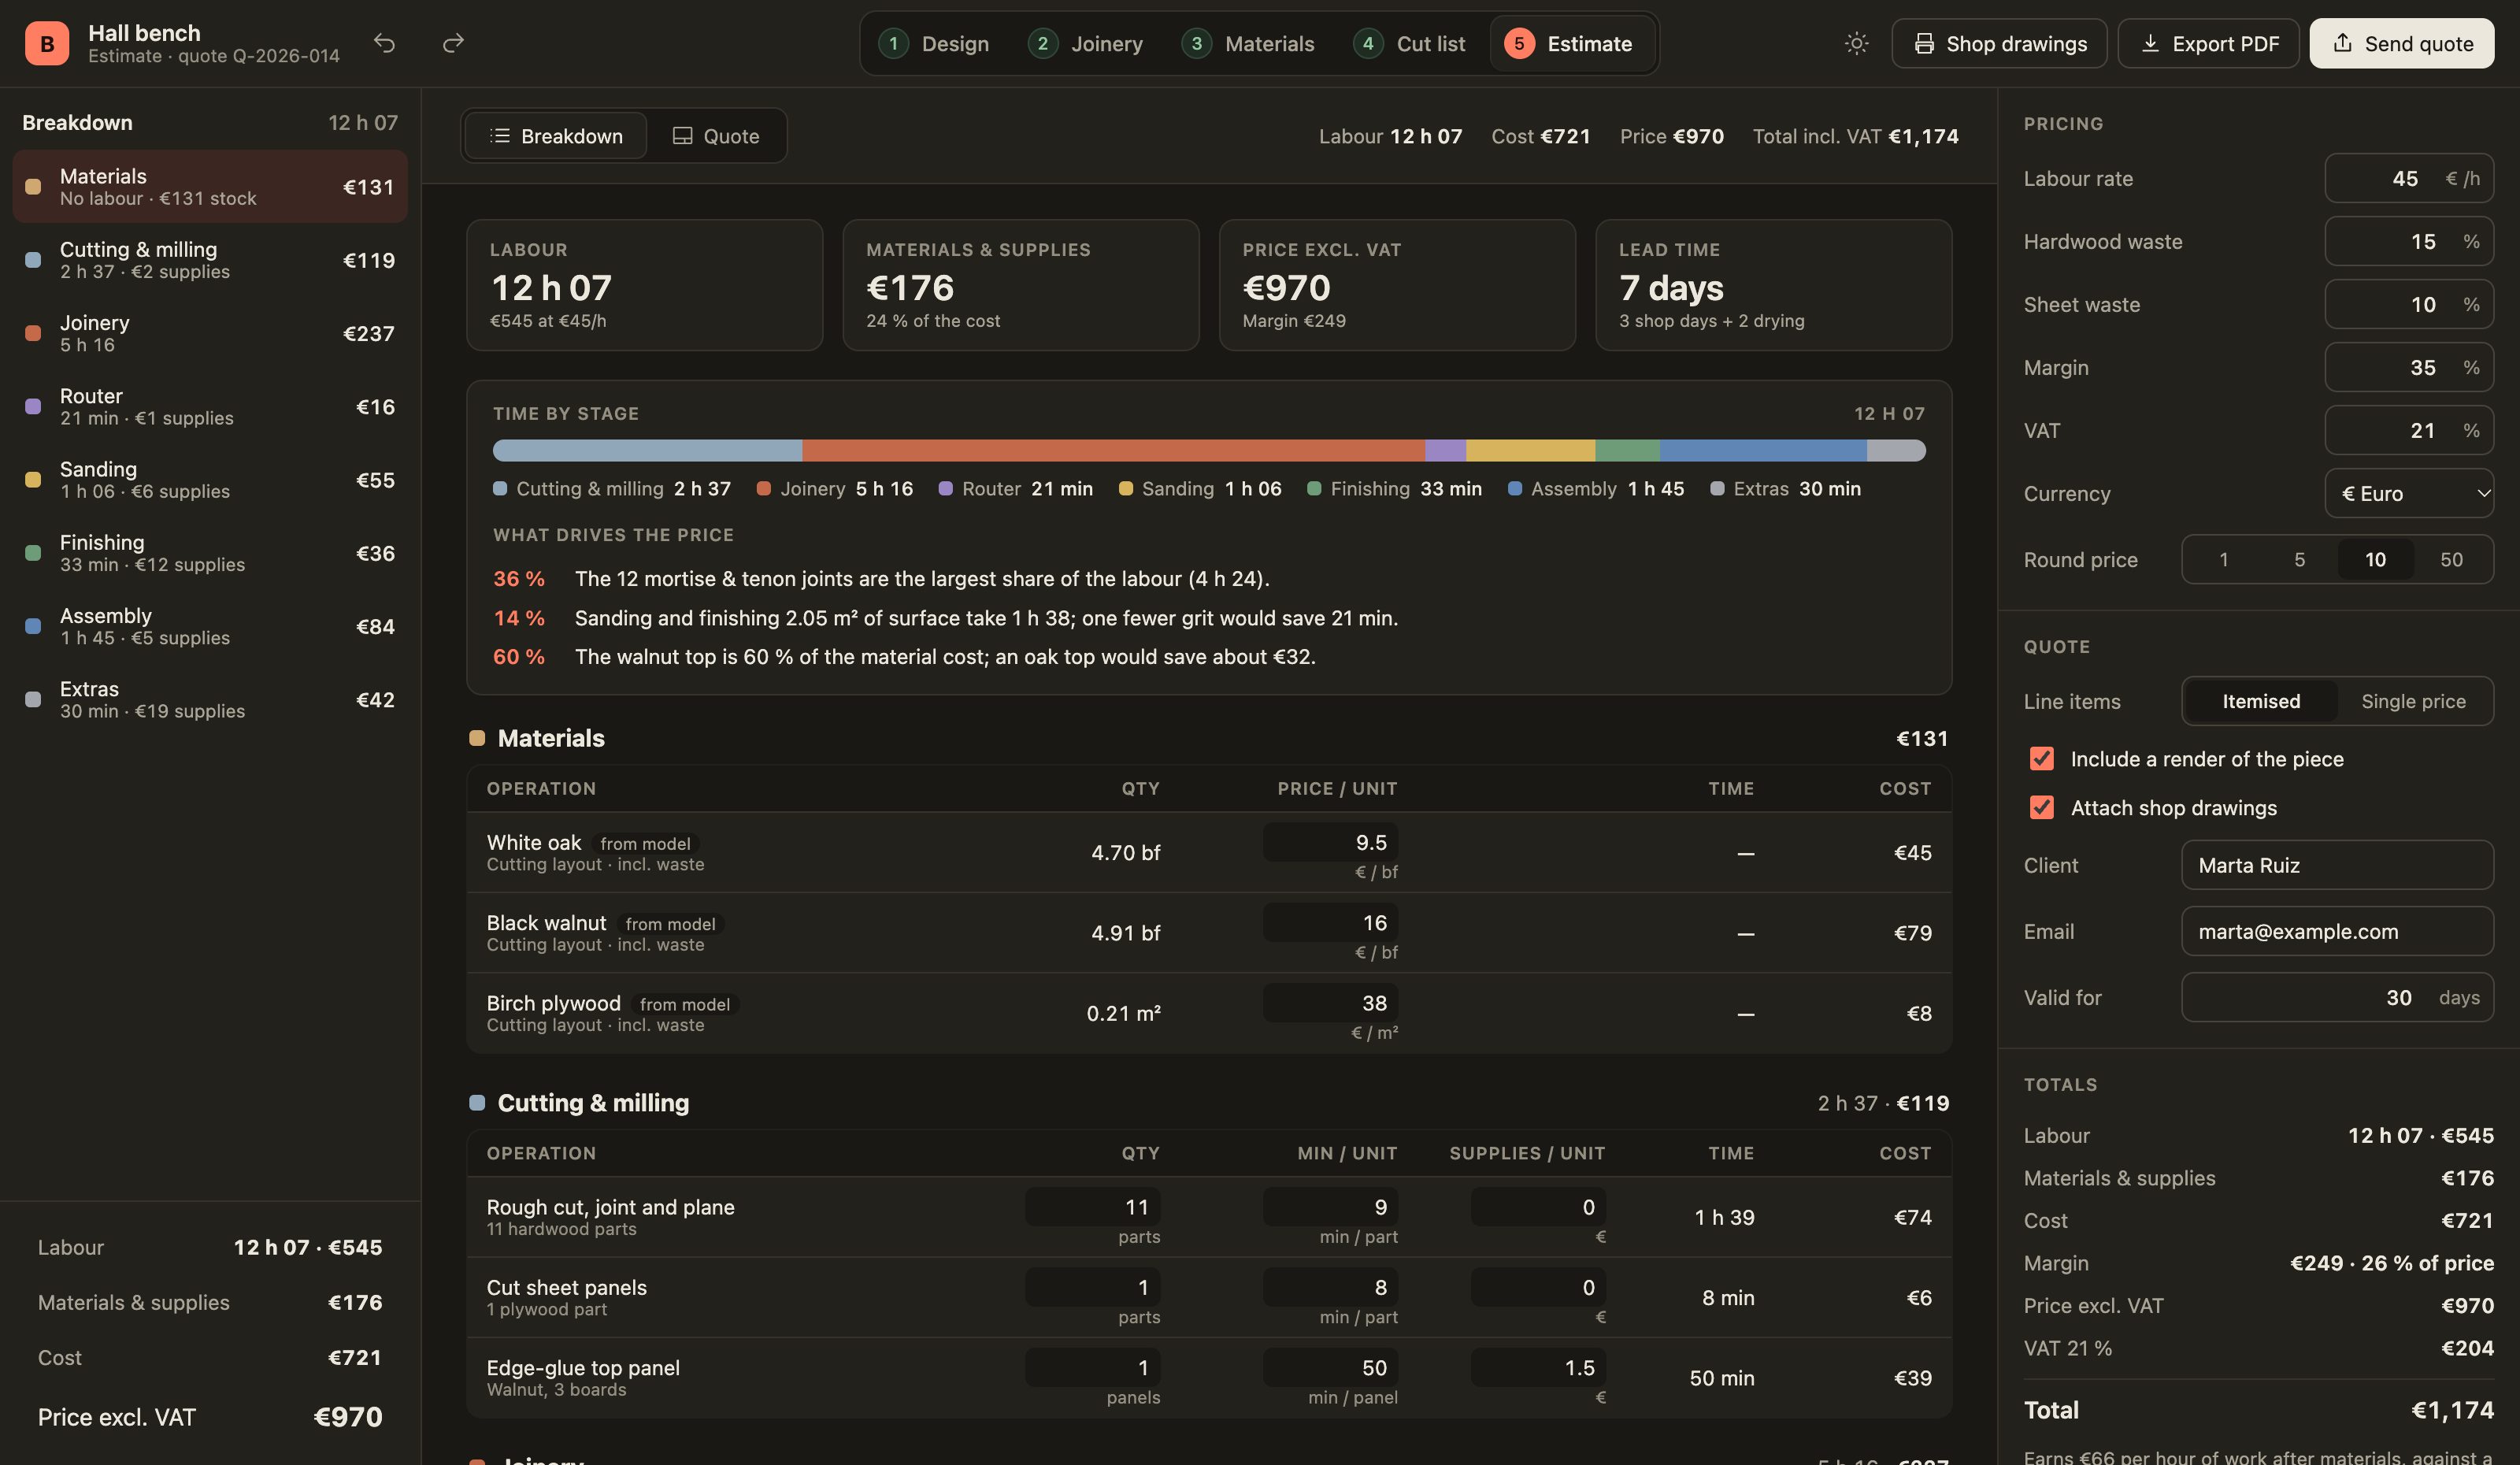 B
Hall bench
Estimate · quote Q-2026-014
1 Design
2 Joinery
3 Materials
4 Cut list
5 Estimate
Shop drawings
Export PDF
Send quote
Breakdown 12 h 07
Materials
No labour · €131 stock
€131
Cutting & milling
2 h 37 · €2 supplies
€119
Joinery
5 h 16
€237
Router
21 min · €1 supplies
€16
Sanding
1 h 06 · €6 supplies
€55
Finishing
33 min · €12 supplies
€36
Assembly
1 h 45 · €5 supplies
€84
Extras
30 min · €19 supplies
€42
Labour 12 h 07 · €545
Materials & supplies €176
Cost €721
Price excl. VAT €970
Breakdown
Quote
Labour 12 h 07 Cost €721 Price €970 Total incl. VAT €1,174
LABOUR
12 h 07
€545 at €45/h
MATERIALS & SUPPLIES
€176
24 % of the cost
PRICE EXCL. VAT
€970
Margin €249
LEAD TIME
7 days
3 shop days + 2 drying
TIME BY STAGE 12 H 07
Cutting & milling 2 h 37 Joinery 5 h 16 Router 21 min Sanding 1 h 06 Finishing 33 min Assembly 1 h 45 Extras 30 min
WHAT DRIVES THE PRICE
36 % The 12 mortise & tenon joints are the largest share of the labour (4 h 24).
14 % Sanding and finishing 2.05 m² of surface take 1 h 38; one fewer grit would save 21 min.
60 % The walnut top is 60 % of the material cost; an oak top would save about €32.
Materials €131
OPERATION QTY PRICE / UNIT TIME COST
White oak from model
Cutting layout · incl. waste
4.70 bf
9.5
€ / bf
—
€45
Black walnut from model
Cutting layout · incl. waste
4.91 bf
16
€ / bf
—
€79
Birch plywood from model
Cutting layout · incl. waste
0.21 m²
38
€ / m²
—
€8
Cutting & milling 2 h 37 · €119
OPERATION QTY MIN / UNIT SUPPLIES / UNIT TIME COST
Rough cut, joint and plane
11 hardwood parts
11
parts
9
min / part
0
€
1 h 39
€74
Cut sheet panels
1 plywood part
1
parts
8
min / part
0
€
8 min
€6
Edge-glue top panel
Walnut, 3 boards
1
panels
50
min / panel
1.5
€
50 min
€39
Joinery 5 h 16 · €237
PRICING
Labour rate 45 € /h
Hardwood waste 15 %
Sheet waste 10 %
Margin 35 %
VAT 21 %
Currency € Euro
Round price 1 5 10 50
QUOTE
Line items Itemised Single price
Include a render of the piece
Attach shop drawings
Client Marta Ruiz
Email marta@example.com
Valid for 30 days
TOTALS
Labour 12 h 07 · €545
Materials & supplies €176
Cost €721
Margin €249 · 26 % of price
Price excl. VAT €970
VAT 21 % €204
Total €1,174
Earns €66 per hour of work after materials, against a